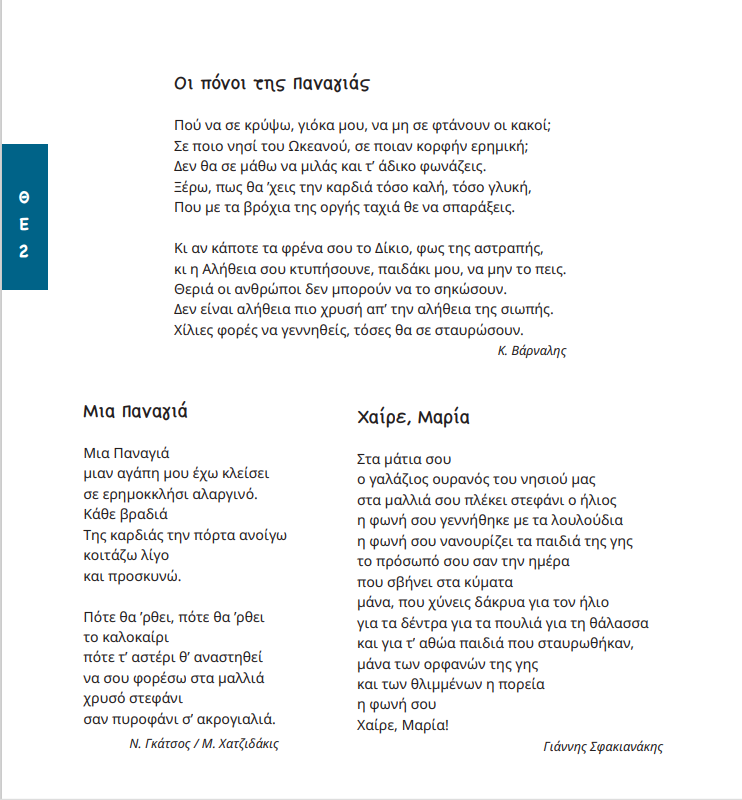 Οι πόνοι της Παναγιάς
Πού να σε κρύψω, γιόκα μου, να μη σε φτάνουν οι κακοί;
Σε ποιο νησί του Ωκεανού, σε ποιαν κορφήν ερημική;
Δεν θα σε μάθω να μιλάς και τ’ άδικο φωνάζεις.
Ξέρω, πως θα ’χεις την καρδιά τόσο καλή, τόσο γλυκή,
Που με τα βρόχια της οργής ταχιά θε να σπαράξεις.
Κι αν κάποτε τα φρένα σου το Δίκιο, φως της αστραπής,
κι η Αλήθεια σου κτυπήσουνε, παιδάκι μου, να μην το πεις.
Θεριά οι ανθρώποι δεν μπορούν να το σηκώσουν.
Δεν είναι αλήθεια πιο χρυσή απ’ την αλήθεια της σιωπής.
Χίλιες φορές να γεννηθείς, τόσες θα σε σταυρώσουν.
Κ. Βάρναλης
Θ
Ε
2
Μια Παναγιά
Μια Παναγιά
μιαν αγάπη μου έχω κλείσει
σε ερημοκκλήσι αλαργινό.
Κάθε βραδιά
Της καρδιάς την πόρτα ανοίγω
κοιτάζω λίγο
και προσκυνώ.
Πότε θα ’ρθει, πότε θα ’ρθει
το καλοκαίρι
πότε τ’ αστέρι θ’ αναστηθεί
να σου φορέσω στα μαλλιά
χρυσό στεφάνι
σαν πυροφάνι σ’ ακρογιαλιά.
Ν. Γκάτσος / Μ. Χατζιδάκις
Χαίρε, Μαρία
Στα μάτια σου
ο γαλάζιος ουρανός του νησιού μας
στα μαλλιά σου πλέκει στεφάνι ο ήλιος
η φωνή σου γεννήθηκε με τα λουλούδια
η φωνή σου νανουρίζει τα παιδιά της γης
το πρόσωπό σου σαν την ημέρα
που σβήνει στα κύματα
μάνα, που χύνεις δάκρυα για τον ήλιο
για τα δέντρα για τα πουλιά για τη θάλασσα
και για τ’ αθώα παιδιά που σταυρωθήκαν,
μάνα των ορφανών της γης
και των θλιμμένων η πορεία
η φωνή σου
Χαίρε, Μαρία!
Γιάννης Σφακιανάκης